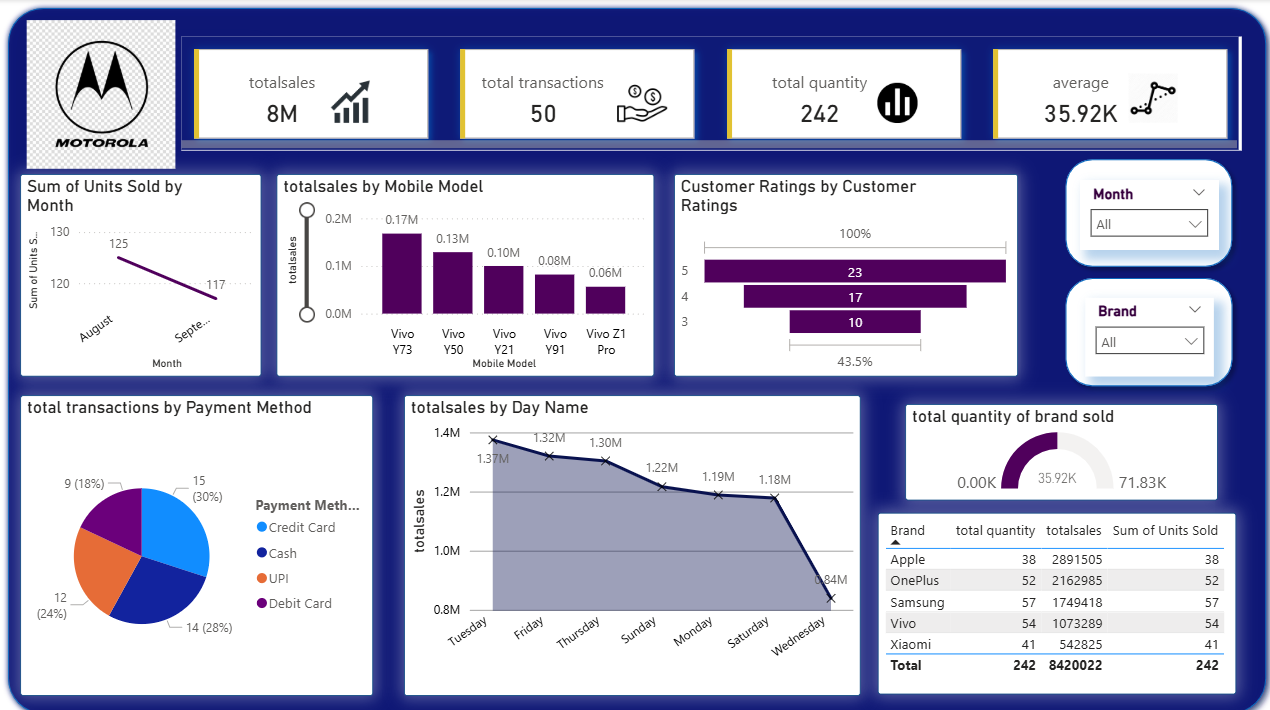 MOTOROLA
totalsales
8M
total transactions
50
total quantity
242
average
35.92K
Sum of Units Sold by
Month
Sum of Units S...
130
120
125
117
August
Septe...
Month
totalsales by Mobile Model
totalsales
0.2M
0.1M
0.0M
0.17M
0.13M
0.10M
0.08M
0.06M
Vivo
Y73
Vivo
Y50
Vivo
Y21
Vivo
Y91
Vivo Z1
Pro
Mobile Model
Customer Ratings by Customer
Ratings
100%
5 23
4 17
3 10
43.5%
Month
All
Brand
All
total transactions by Payment Method
15
(30%)
14 (28%)
12
(24%)
9 (18%)
Payment Meth...
Credit Card
Cash
UPI
Debit Card
totalsales by Day Name
totalsales
1.4M
1.2M
1.0M
0.8M
1.37M
1.32M
1.30M
1.22M
1.19M
1.18M
0.84M
Tuesday
Friday
Thursday
Sunday
Monday
Saturday
Wednesday
total quantity of brand sold
0.00K
35.92K
71.83K
Brand total quantity totalsales Sum of Units Sold
Apple 38 2891505 38
OnePlus 52 2162985 52
Samsung 57 1749418 57
Vivo 54 1073289 54
Xiaomi 41 542825 41
Total 242 8420022 242